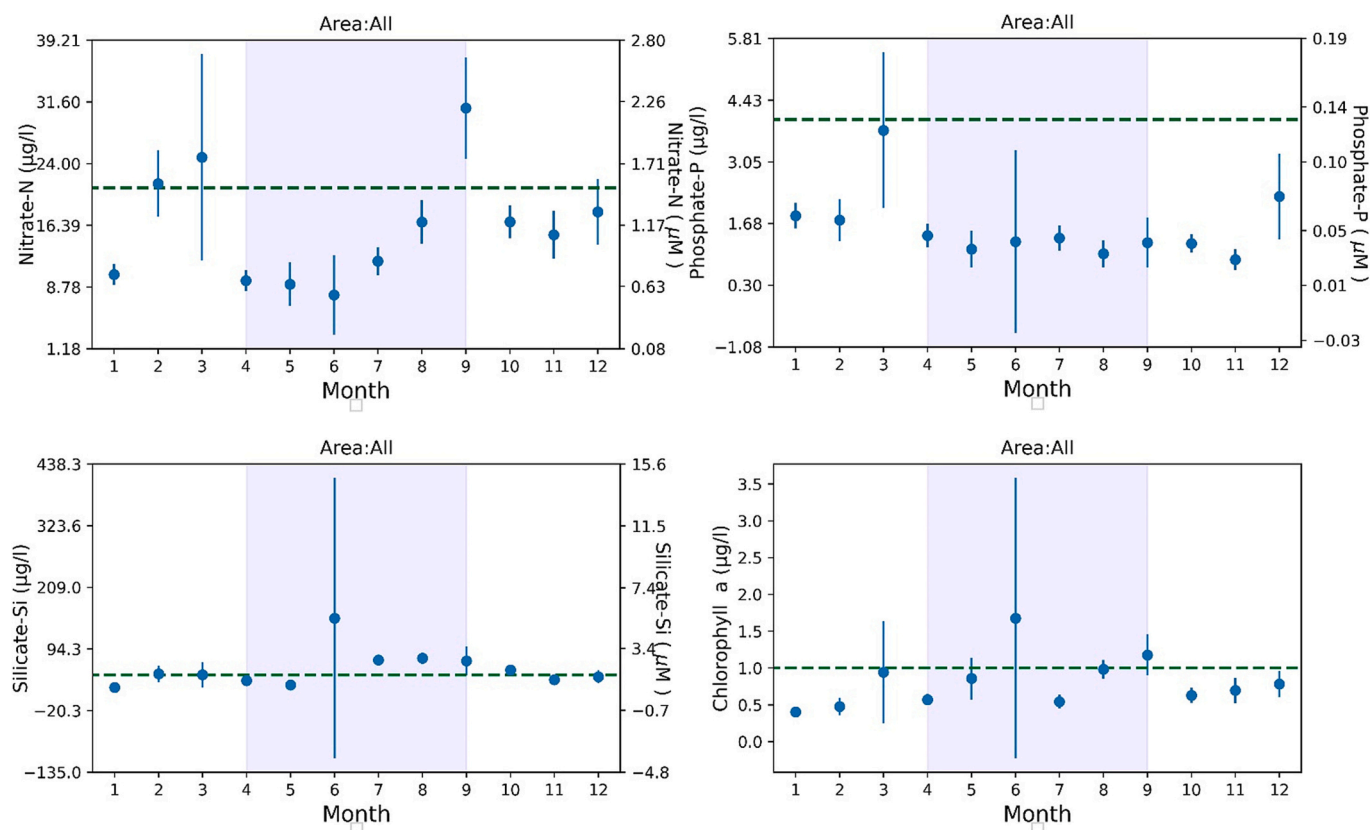 Area:All
39.21
31.60
24.00
16.39
8.78
1.18
Nitrate-N (µg/l)
2.80
2.26
1.71
1.17
0.63
0.08
Nitrate-N ( µM )
1 2 3 4 5 6 7 8 9 10 11 12
Month
Area:All
5.81
4.43
3.05
1.68
0.30
−1.08
Phosphate-P (µg/l)
0.19
0.14
0.10
0.05
0.01
−0.03
Phosphate-P ( µM )
1 2 3 4 5 6 7 8 9 10 11 12
Month
Area:All
438.3
323.6
209.0
94.3
−20.3
−135.0
Silicate-Si (µg/l)
15.6
11.5
7.4
3.4
−0.7
−4.8
Silicate-Si ( µM )
1 2 3 4 5 6 7 8 9 10 11 12
Month
Area:All
3.5
3.0
2.5
2.0
1.5
1.0
0.5
0.0
Chlorophyll a (µg/l)
1 2 3 4 5 6 7 8 9 10 11 12
Month